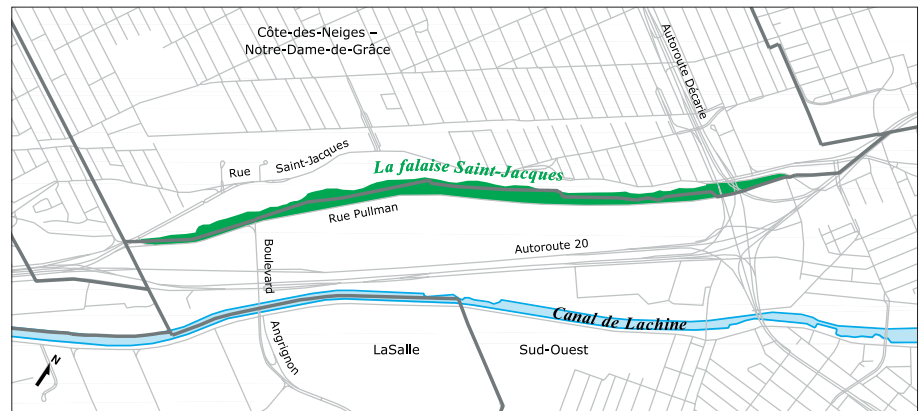 Côte-des-Neiges –
Notre-Dame-de-Grâce
Autoroute Décarie
Rue Saint-Jacques
La falaise Saint-Jacques
Rue Pullman
Autoroute 20
Boulevard Angrignon
Canal de Lachine
LaSalle
Sud-Ouest
N